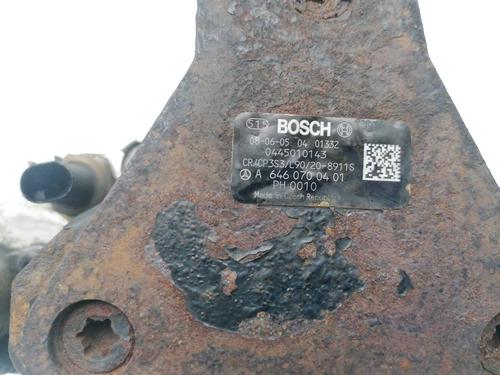 515 BOSCH
08-06-05 04 01332
0445010143
CR/CP3S3/L90/20-8911S
A 646 070 04 01
PH 0010
Made in Czech Republic